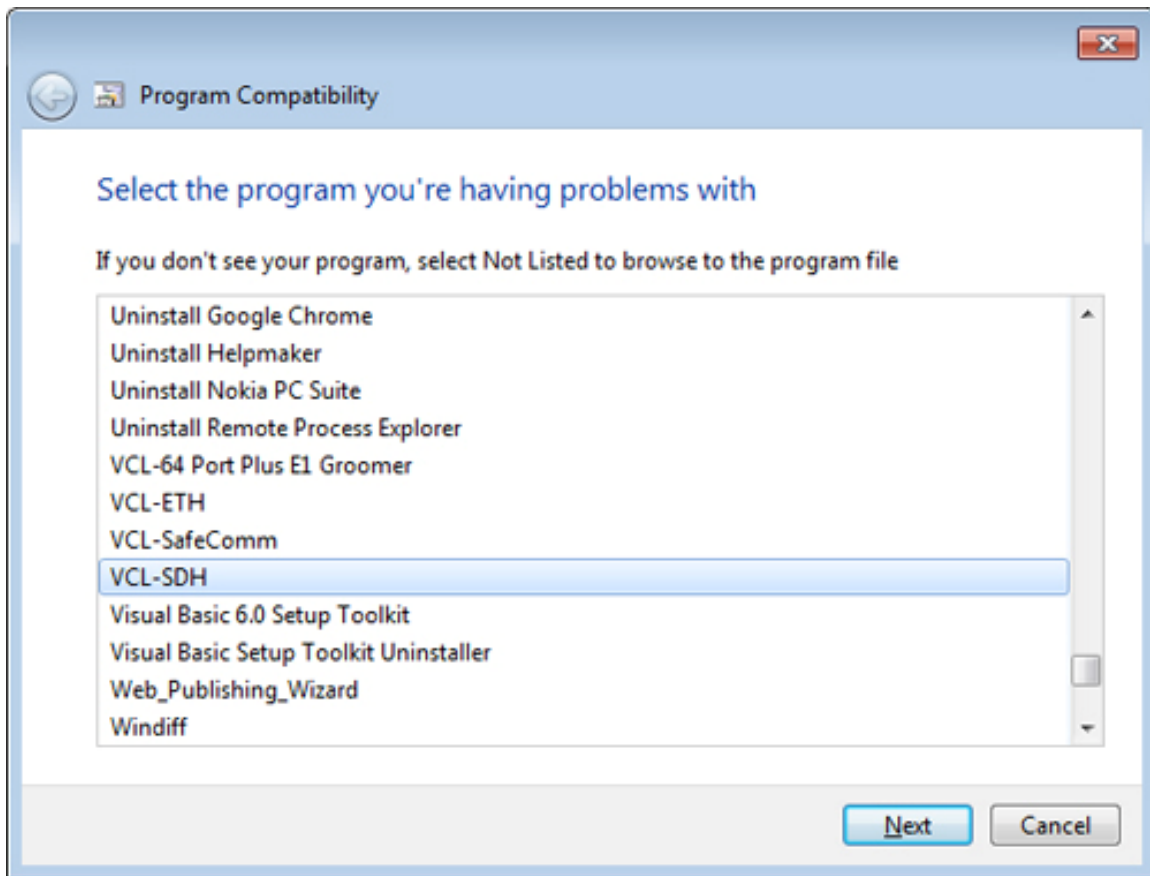 Program Compatibility
Select the program you're having problems with
If you don't see your program, select Not Listed to browse to the program file
Uninstall Google Chrome
Uninstall Helpmaker
Uninstall Nokia PC Suite
Uninstall Remote Process Explorer
VCL-64 Port Plus E1 Groomer
VCL-ETH
VCL-SafeComm
VCL-SDH
Visual Basic 6.0 Setup Toolkit
Visual Basic Setup Toolkit Uninstaller
Web_Publishing_Wizard
Windiff
Next Cancel